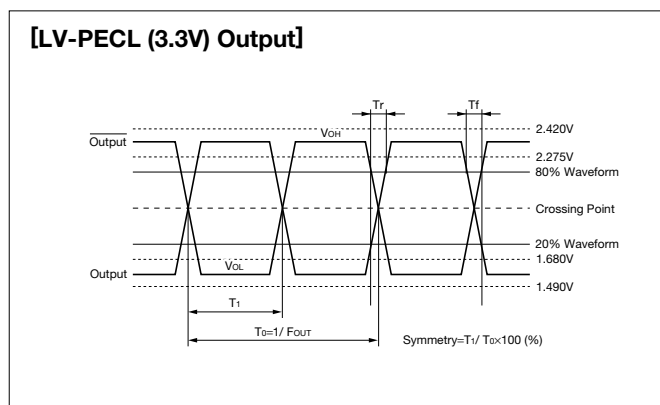 [LV-PECL (3.3V) Output]
Tr
Tf
Output
VOH
2.420V
2.275V
80% Waveform
Crossing Point
20% Waveform
1.680V
Output
VOL
1.490V
T1
T0=1/ FOUT
Symmetry=T1/ T0×100 (%)